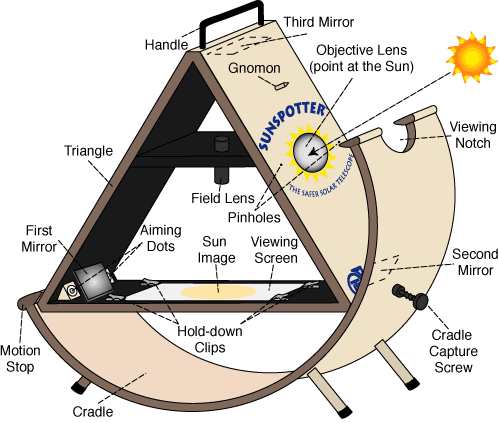 Third Mirror
Handle
Objective Lens
(point at the Sun)
Gnomon
SUNSPOTTER
Viewing
Notch
Triangle
THE SAFER SOLAR TELESCOPE
Field Lens
Pinholes
First
Mirror
Aiming
Dots
Sun
Image
Viewing
Screen
Second
Mirror
Hold-down
Clips
Motion
Stop
Cradle
Capture
Screw
Cradle